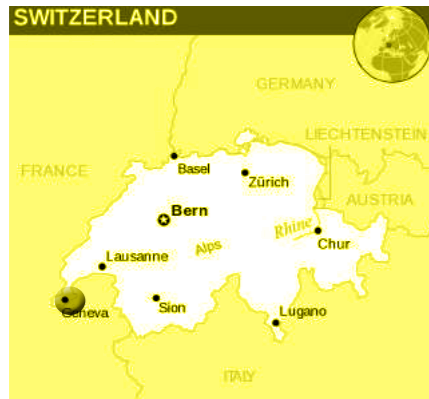 SWITZERLAND
GERMANY
LIECHTENSTEIN
FRANCE
Basel
Zürich
AUSTRIA
Bern
Rhine
Chur
Alps
Lausanne
Geneva
Sion
Lugano
ITALY